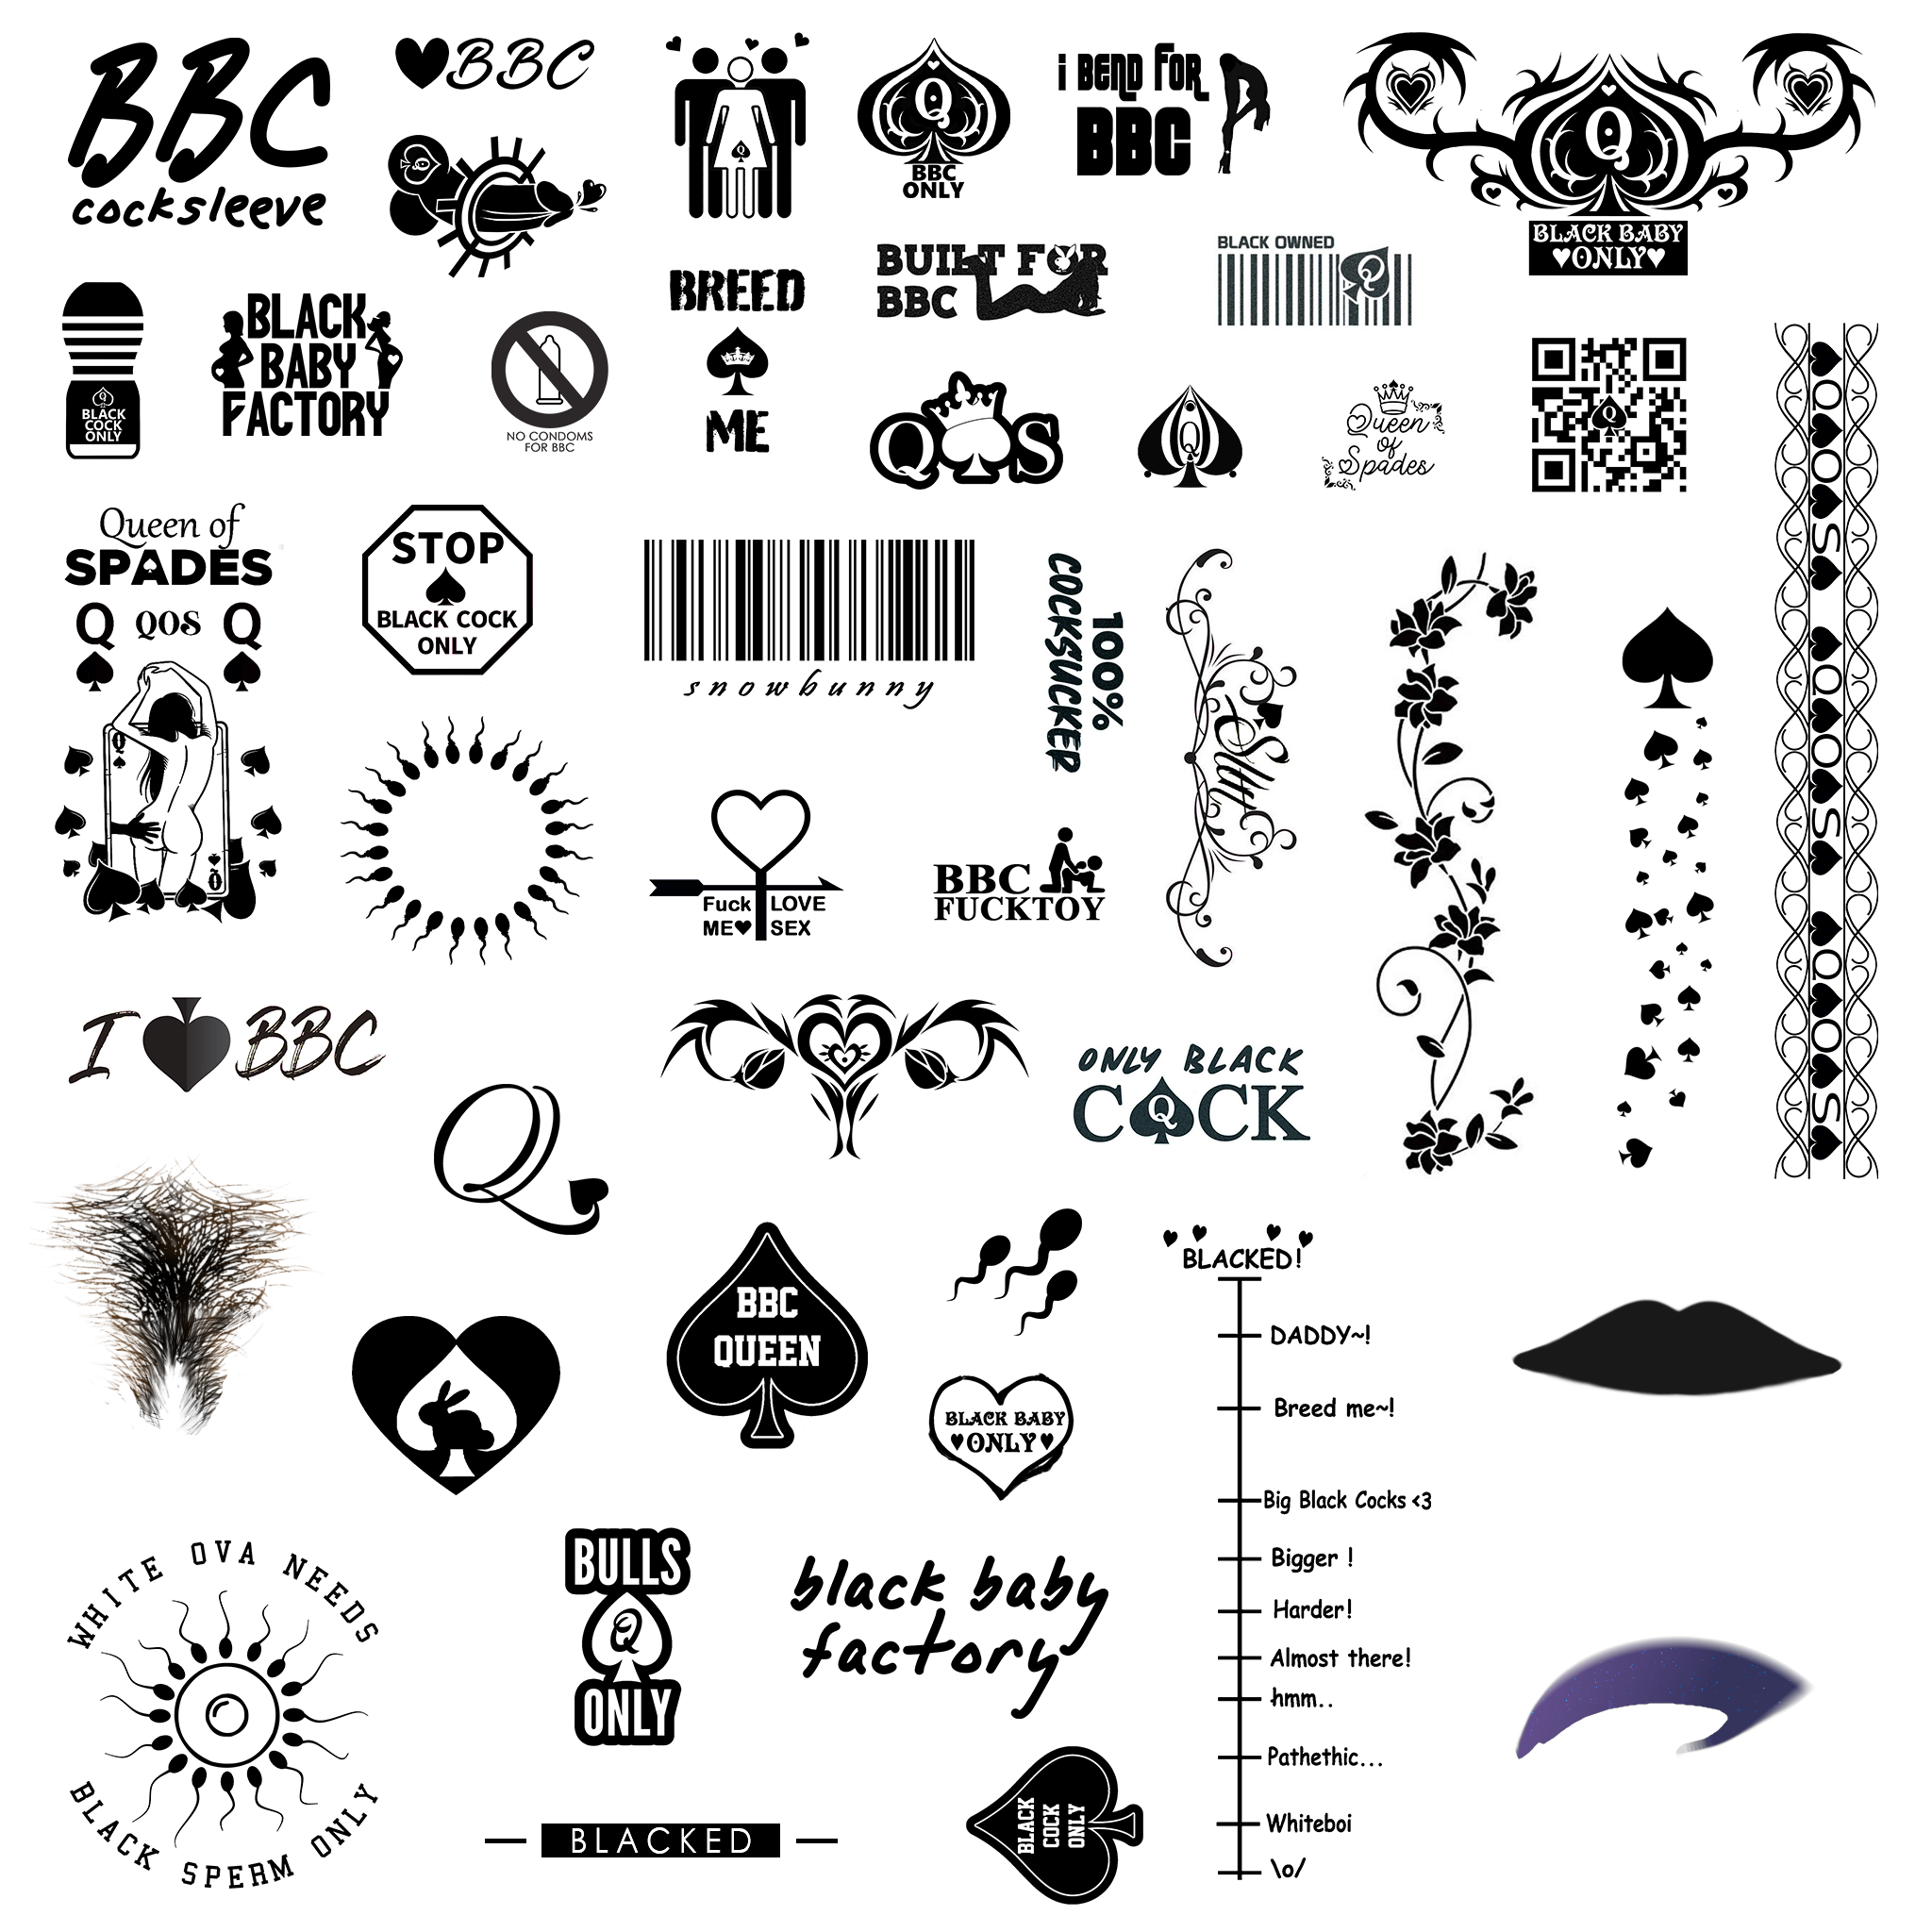 BBC
cocksleeve
BBC
Q
Q
Q
BBC
ONLY
i BEND FOR
BBC
Q
BLACK BABY
ONLY
Q
BLACK
COCK
ONLY
BLACK
BABY
FACTORY
NO CONDOMS
FOR BBC
BREED
ME
BUILT FOR
BBC
BLACK OWNED
Q
Q S
Q
Queen
of
Spades
Q
Q O S
Q O S
Q O S
Queen of
SPADES
Q QOS Q
Q
Q
STOP
BLACK COCK
ONLY
snowbunny
100%
COCKSUCKER
Slut
Fuck LOVE
ME SEX
BBC
FUCKTOY
I BBC
Q
ONLY BLACK
C Q CK
BBC
QUEEN
BLACK BABY
ONLY
BLACKED!
DADDY~!
Breed me~!
Big Black Cocks <3
Bigger !
Harder!
Almost there!
hmm..
Pathethic...
Whiteboi
\o/
WHITE OVA NEEDS
BLACK SPERM ONLY
BULLS
Q
ONLY
black baby
factory
BLACKED
BLACK
COCK
ONLY